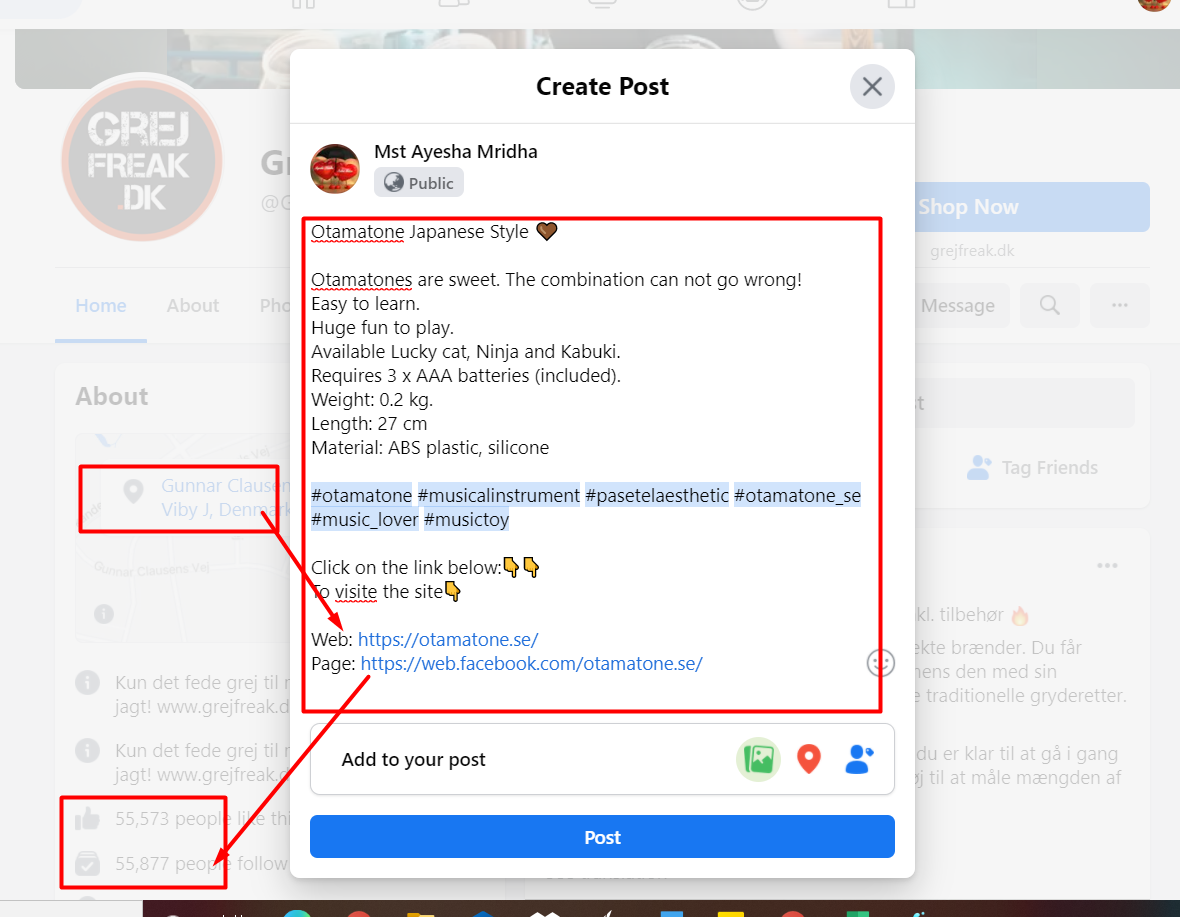 Create Post
GREJ
FREAK
.DK
Mst Ayesha Mridha
Public
Shop Now
grejfreak.dk
Home
About
Message
Otamatone Japanese Style 🤎
Otamatones are sweet. The combination can not go wrong!
Easy to learn.
Huge fun to play.
Available Lucky cat, Ninja and Kabuki.
Requires 3 x AAA batteries (included).
Weight: 0.2 kg.
Length: 27 cm
Material: ABS plastic, silicone
#otamatone #musicalinstrument #pasetelaesthetic #otamatone_se
#music_lover #musictoy
Click on the link below:👇👇
To visite the site👇
Web: https://otamatone.se/
Page: https://web.facebook.com/otamatone.se/
Add to your post
Post
About
Gunnar Clausen
Viby J, Denmark
Gunnar Clausens Vej
Kun det fede grej til
jagt! www.grejfreak.d
Kun det fede grej til
jagt! www.grejfreak.d
55,573 people like thi
55,877 people follow
Tag Friends
kl. tilbehør 🔥
ekte brænder. Du får
mens den med sin
e traditionelle gryderetter.
du er klar til at gå i gang
øj til at måle mængden af